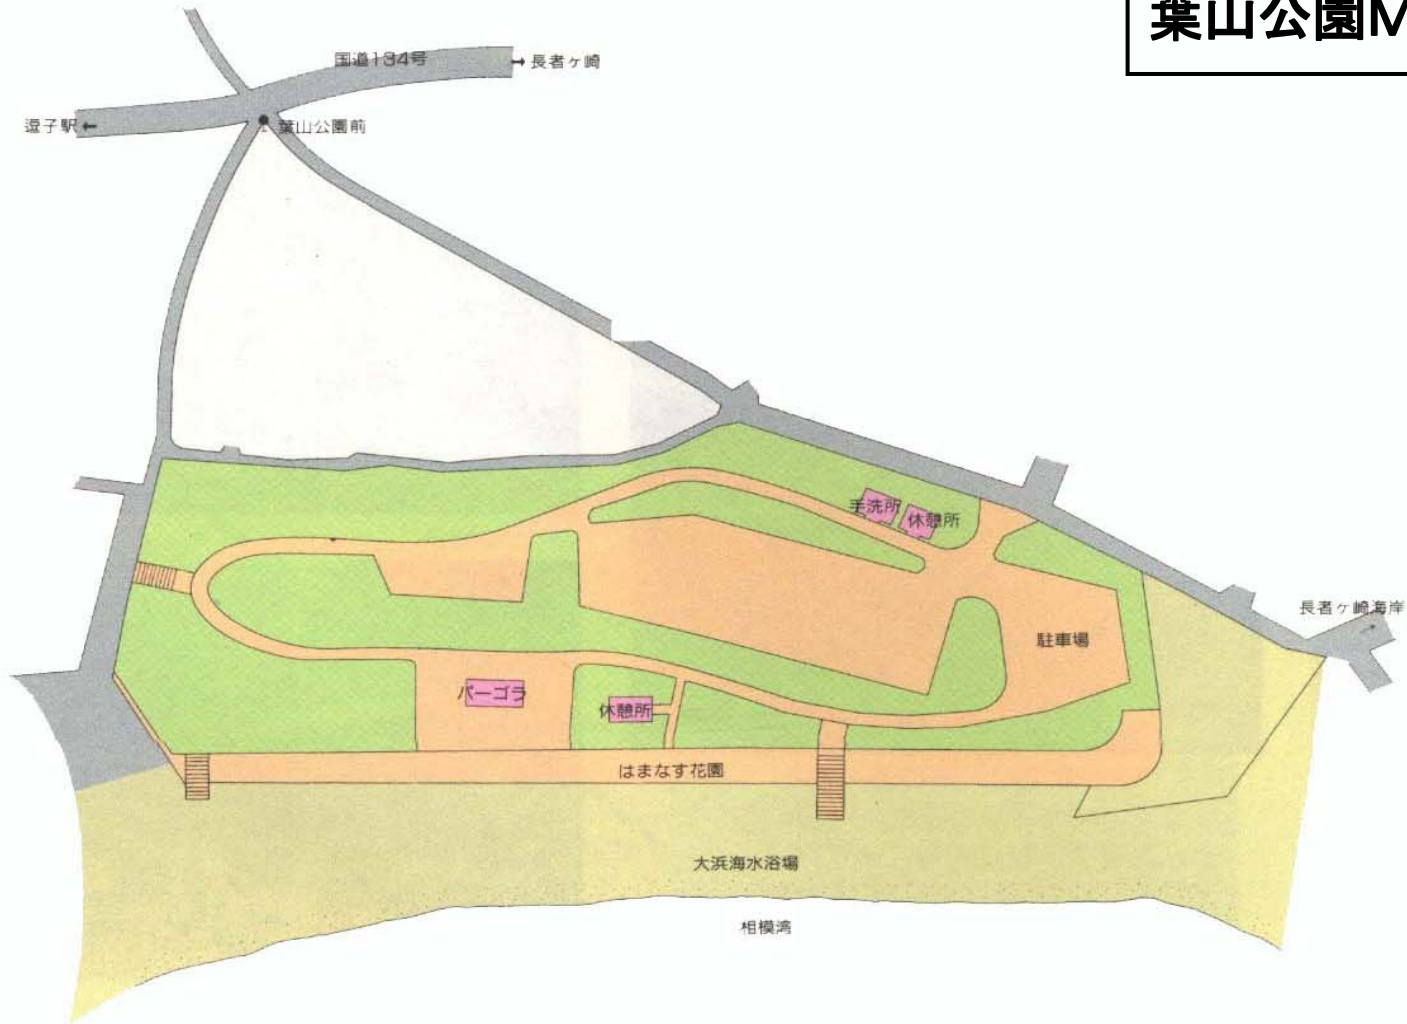 葉山公園M
国道134号
→長者ヶ崎
逗子駅←
葉山公園前
手洗所
休憩所
長者ヶ崎海岸
→
駐車場
パーゴラ
休憩所
はまなす花園
大浜海水浴場
相模湾